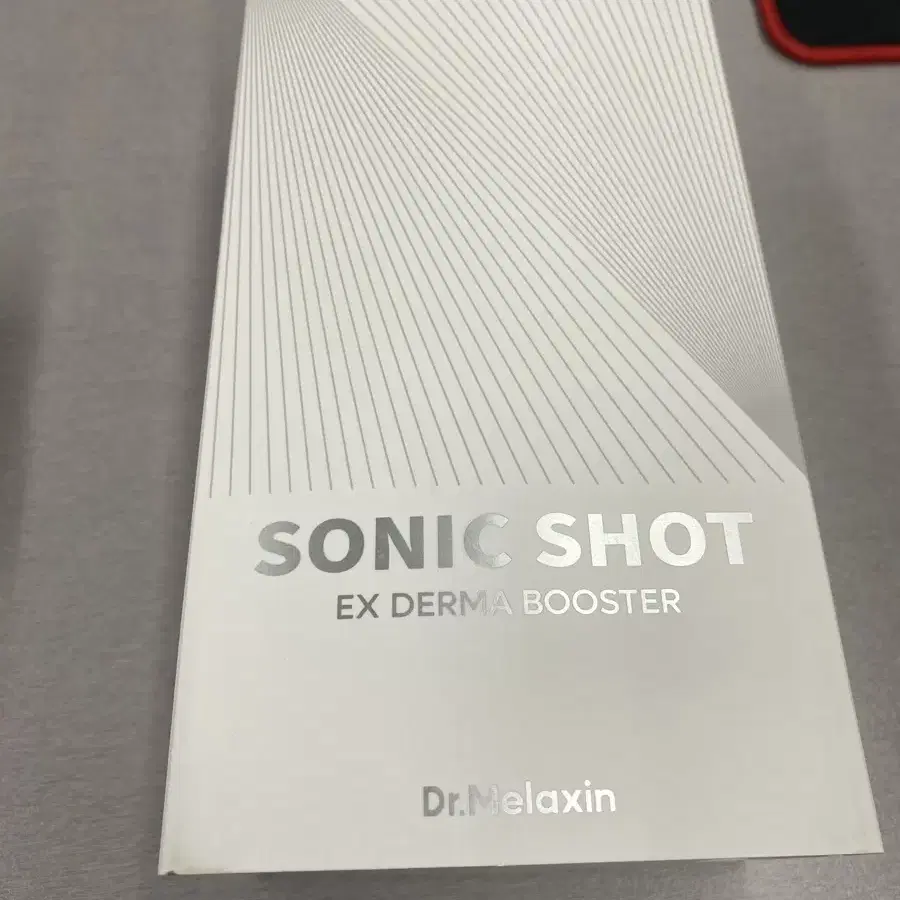 SONIC SHOT
EX DERMA BOOSTER
Dr.Melaxin